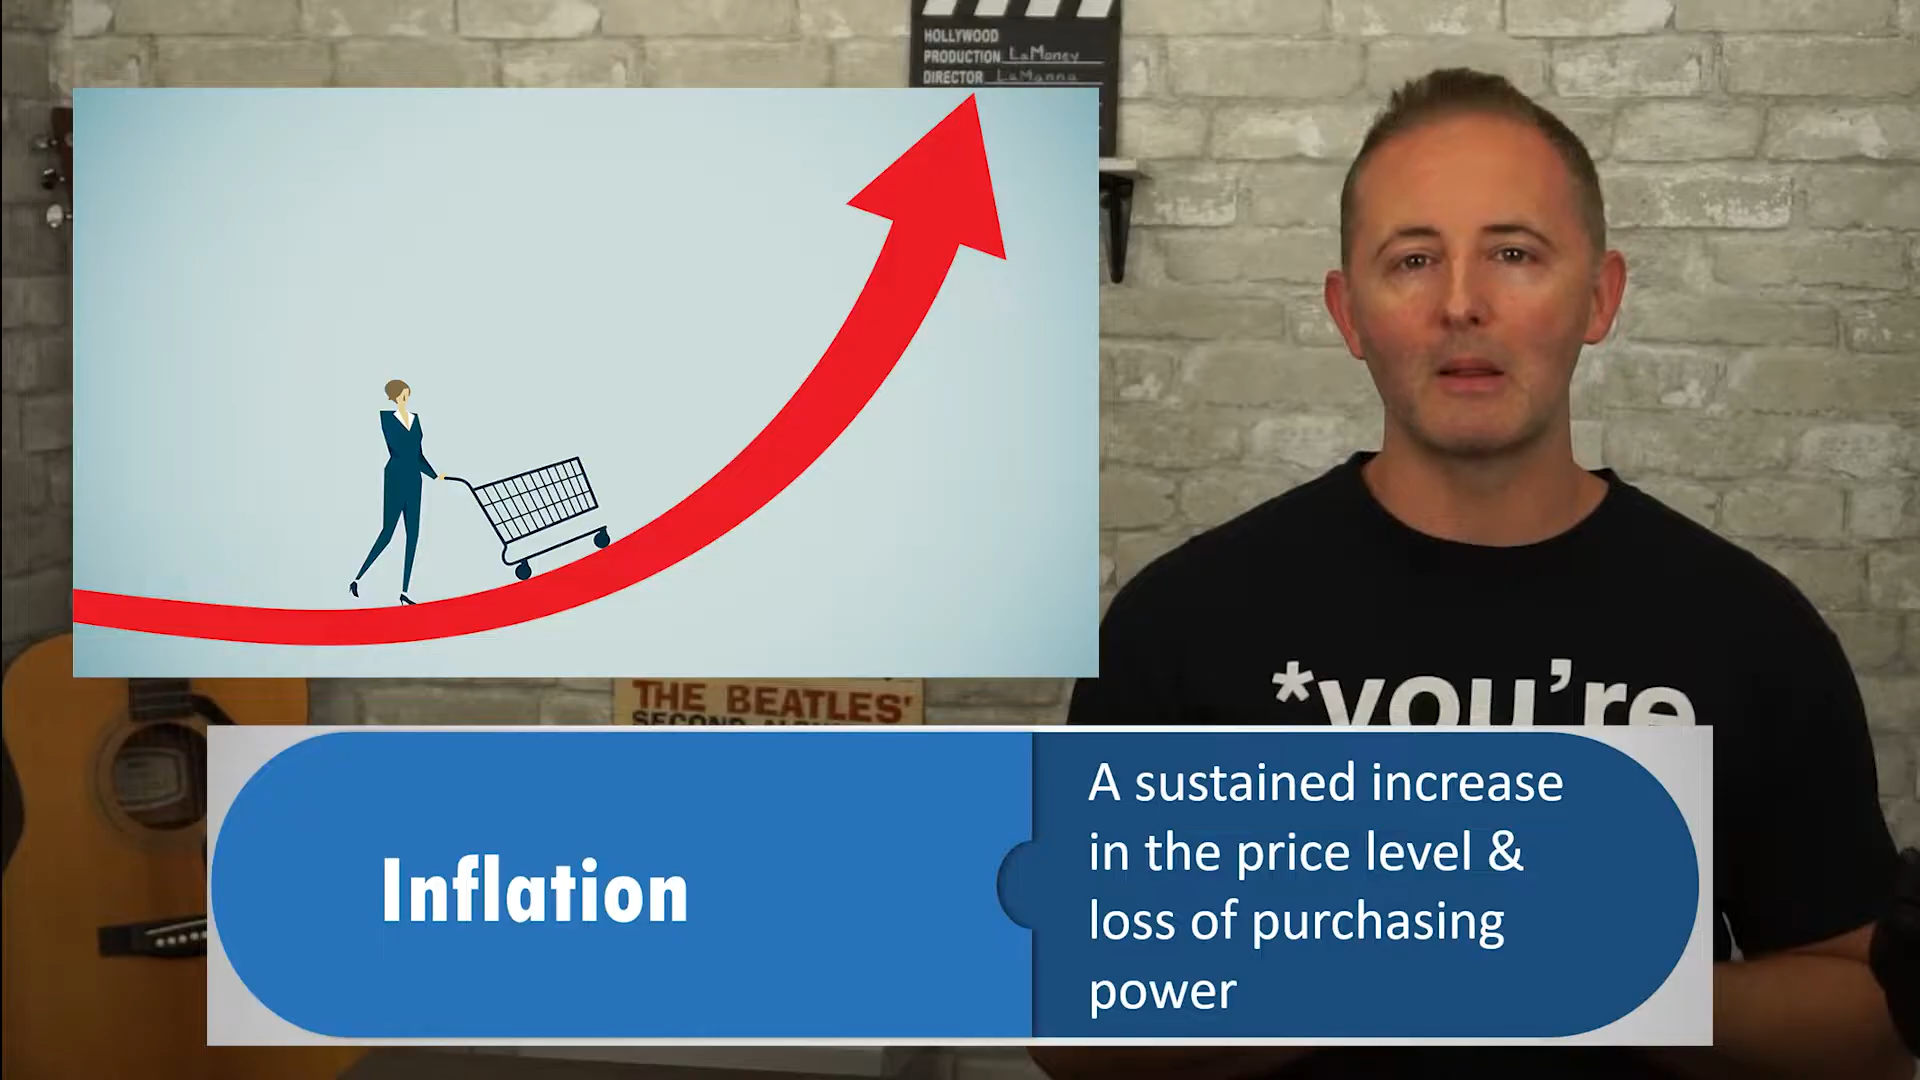 HOLLYWOOD
PRODUCTION LaMoney
DIRECTOR LaManna
THE BEATLES'
SECOND
*you're
Inflation
A sustained increase
in the price level &
loss of purchasing
power